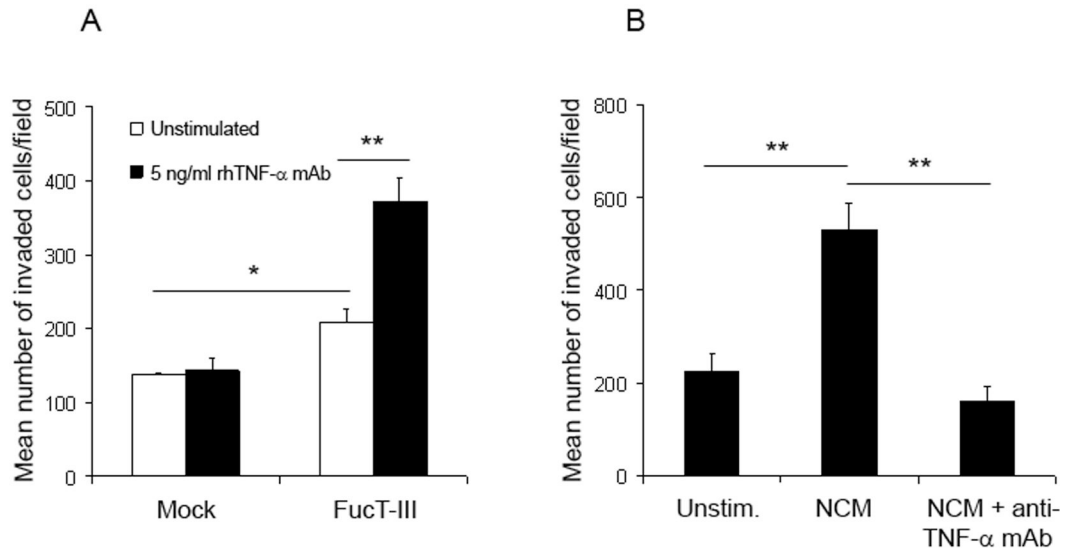 A
Mean number of invaded cells/field
500
400
300
200
100
0
Unstimulated
5 ng/ml rhTNF-α mAb
*
**
Mock
FucT-III
B
Mean number of invaded cells/field
800
600
400
200
0
**
**
Unstim.
NCM
NCM + anti-
TNF-α mAb